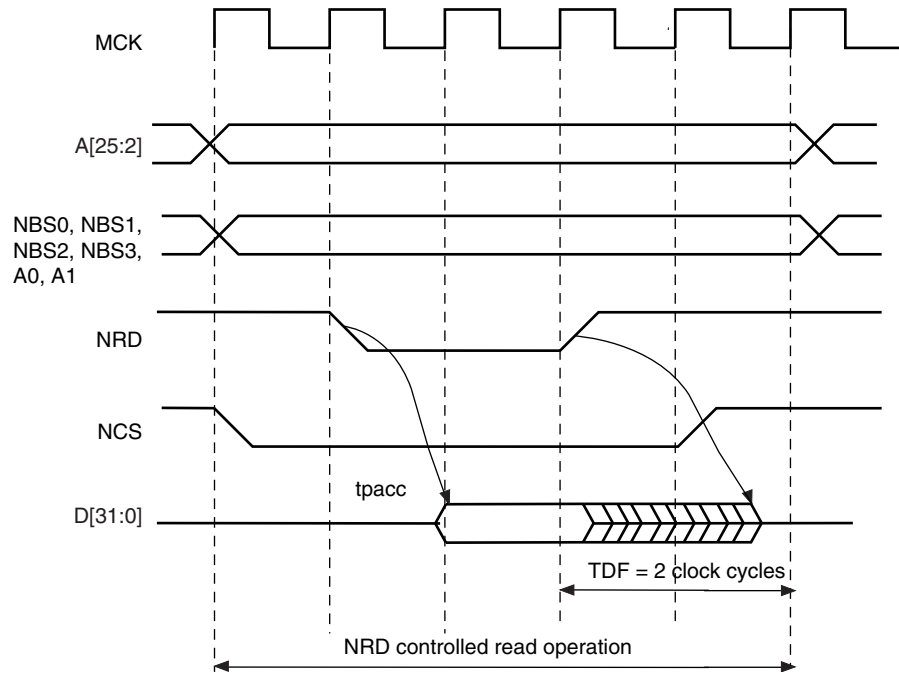 MCK
A[25:2]
NBS0, NBS1,
NBS2, NBS3,
A0, A1
NRD
NCS
tpacc
D[31:0]
TDF = 2 clock cycles
NRD controlled read operation